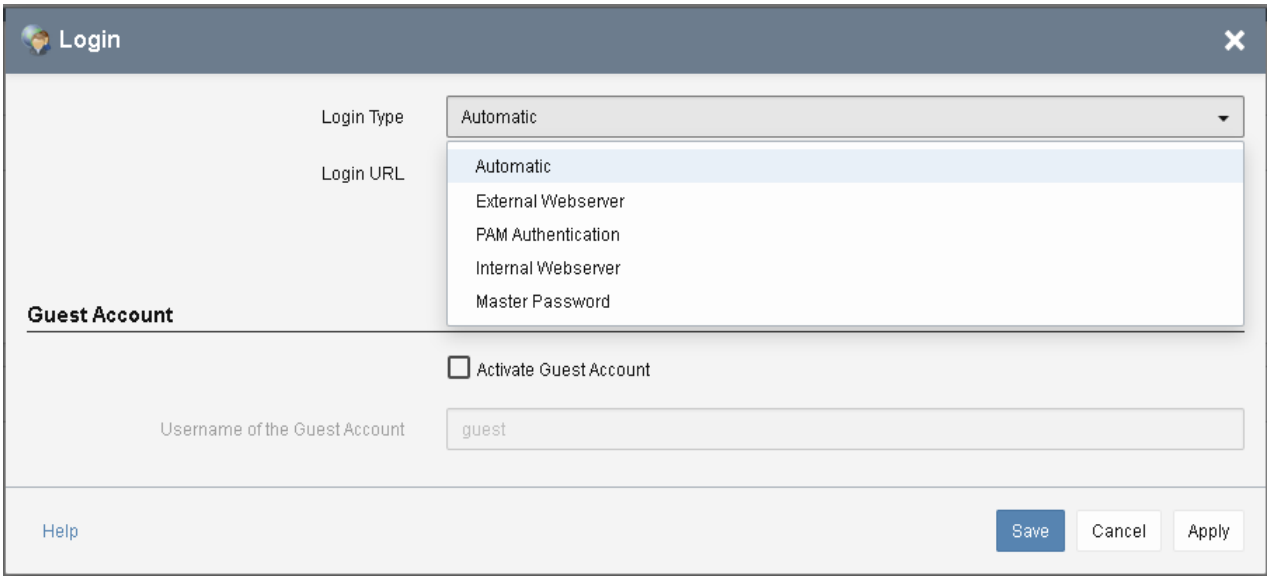 Login
Login Type
Automatic
Login URL
Automatic
External Webserver
PAM Authentication
Internal Webserver
Master Password
Guest Account
Activate Guest Account
Username of the Guest Account
guest
Help
Save
Cancel
Apply